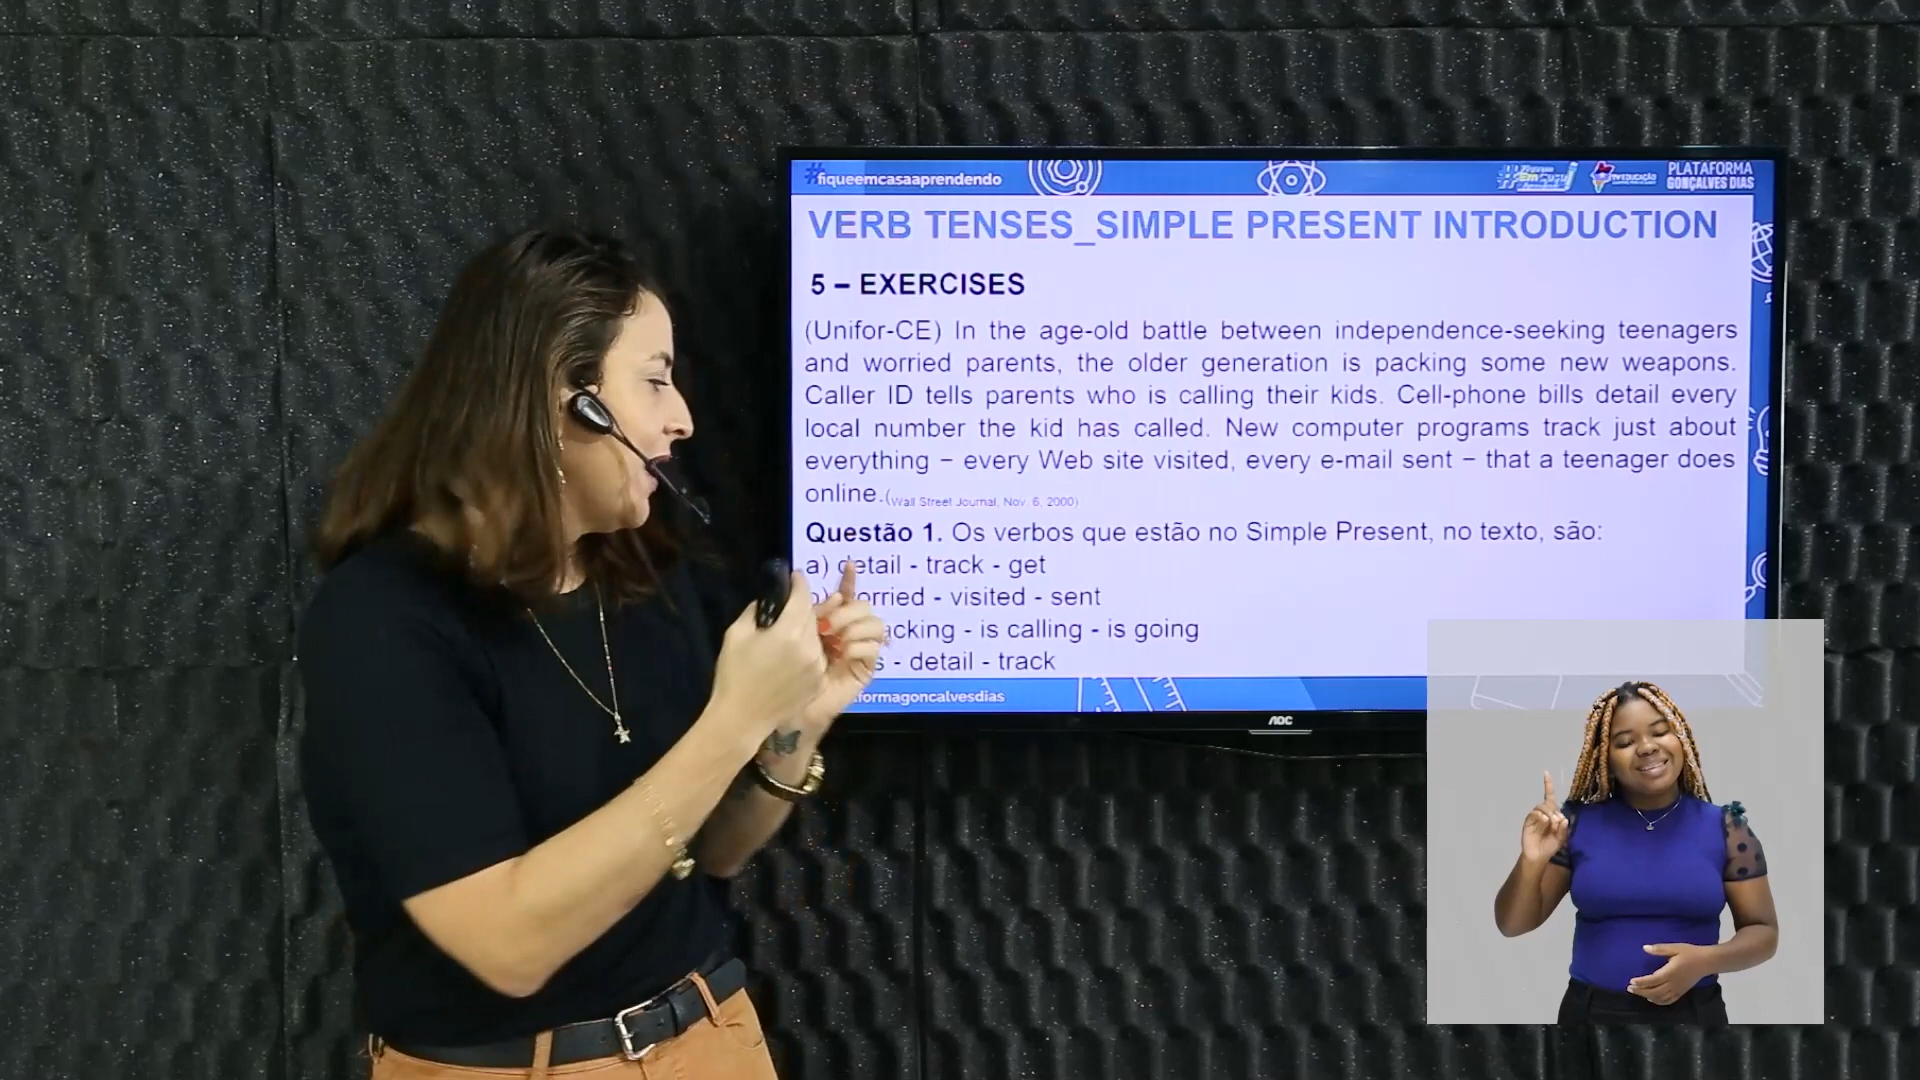 #fiqueemcasaaprendendo
TVEDUCAÇÃO
PLATAFORMA
GONÇALVES DIAS
VERB TENSES_SIMPLE PRESENT INTRODUCTION
5 – EXERCISES
(Unifor-CE) In the age-old battle between independence-seeking teenagers
and worried parents, the older generation is packing some new weapons.
Caller ID tells parents who is calling their kids. Cell-phone bills detail every
local number the kid has called. New computer programs track just about
everything – every Web site visited, every e-mail sent – that a teenager does
online.(Wall Street Journal, Nov. 6, 2000)
Questão 1. Os verbos que estão no Simple Present, no texto, são:
a) detail - track - get
orried - visited - sent
acking - is calling - is going
s - detail - track
formagoncalvesdias
AOC